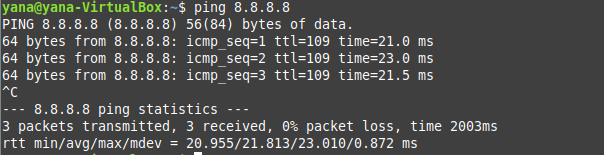 yana@yana-VirtualBox:~$ ping 8.8.8.8
PING 8.8.8.8 (8.8.8.8) 56(84) bytes of data.
64 bytes from 8.8.8.8: icmp_seq=1 ttl=109 time=21.0 ms
64 bytes from 8.8.8.8: icmp_seq=2 ttl=109 time=23.0 ms
64 bytes from 8.8.8.8: icmp_seq=3 ttl=109 time=21.5 ms
^C
--- 8.8.8.8 ping statistics ---
3 packets transmitted, 3 received, 0% packet loss, time 2003ms
rtt min/avg/max/mdev = 20.955/21.813/23.010/0.872 ms